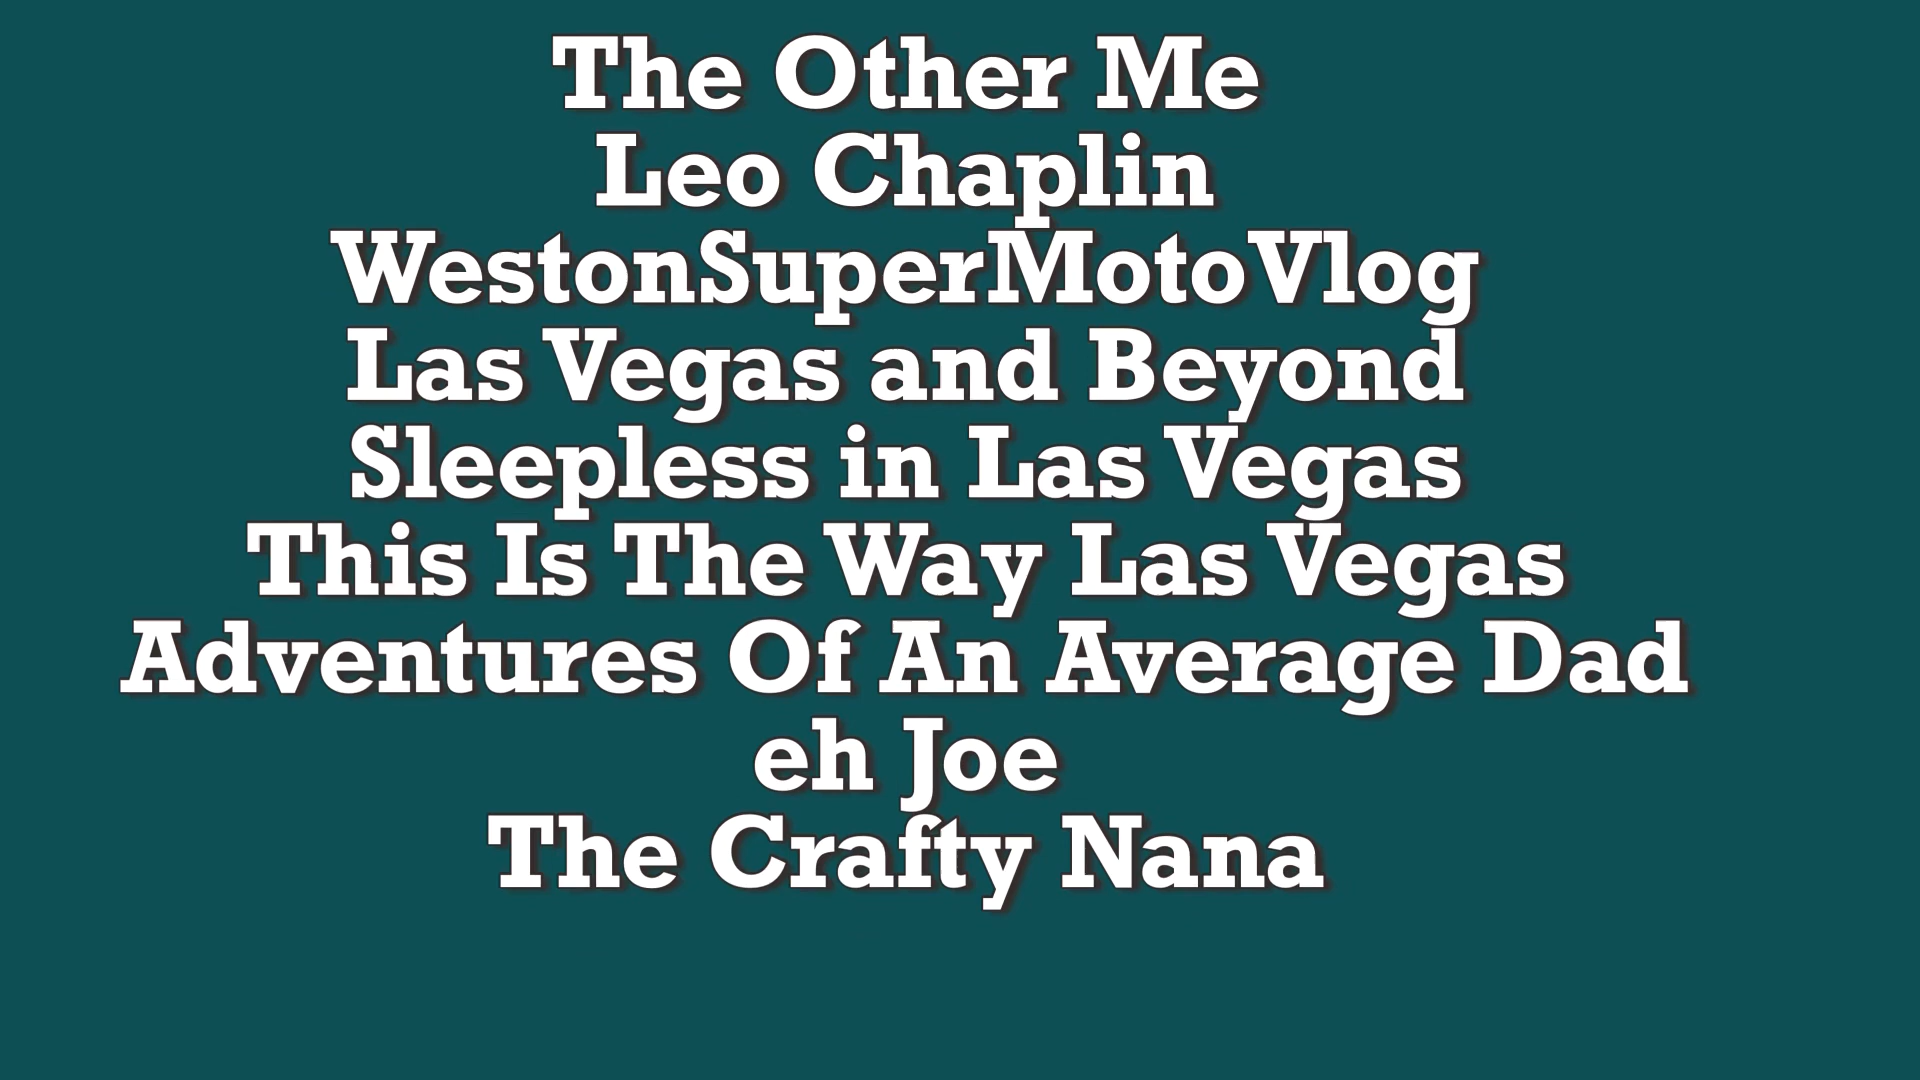 The Other Me
Leo Chaplin
WestonSuperMotoVlog
Las Vegas and Beyond
Sleepless in Las Vegas
This Is The Way Las Vegas
Adventures Of An Average Dad
eh Joe
The Crafty Nana